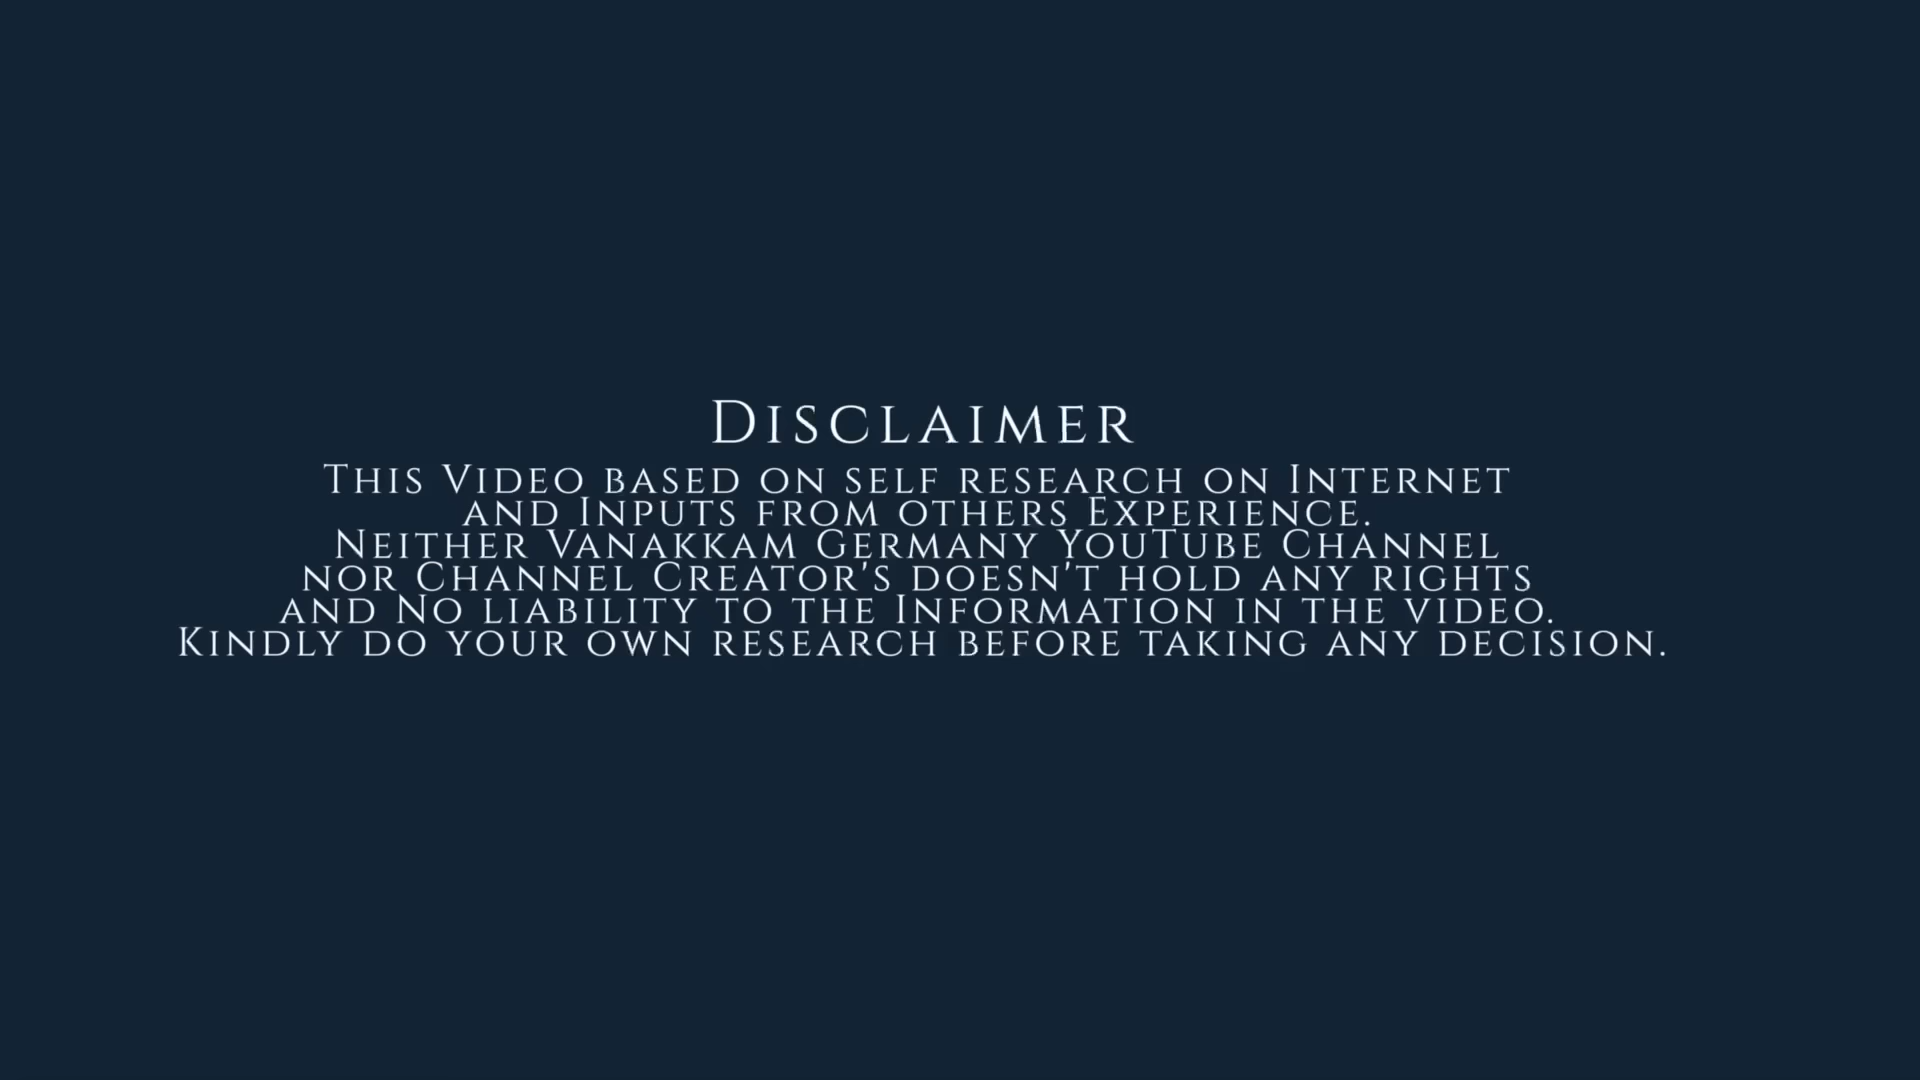 Disclaimer
This Video based on self research on Internet
and Inputs from others Experience.
Neither Vanakkam Germany YouTube Channel
nor Channel Creator's doesn't hold any rights
and No liability to the Information in the video.
Kindly do your own research before taking any decision.